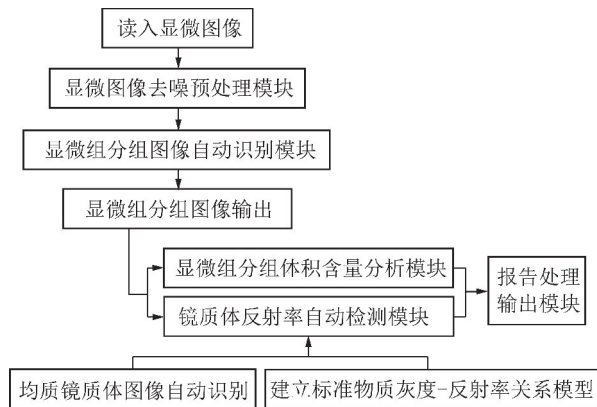 读入显微图像
显微图像去噪预处理模块
显微组分组图像自动识别模块
显微组分组图像输出
显微组分组体积含量分析模块
镜质体反射率自动检测模块
报告处理
输出模块
均质镜质体图像自动识别
建立标准物质灰度-反射率关系模型